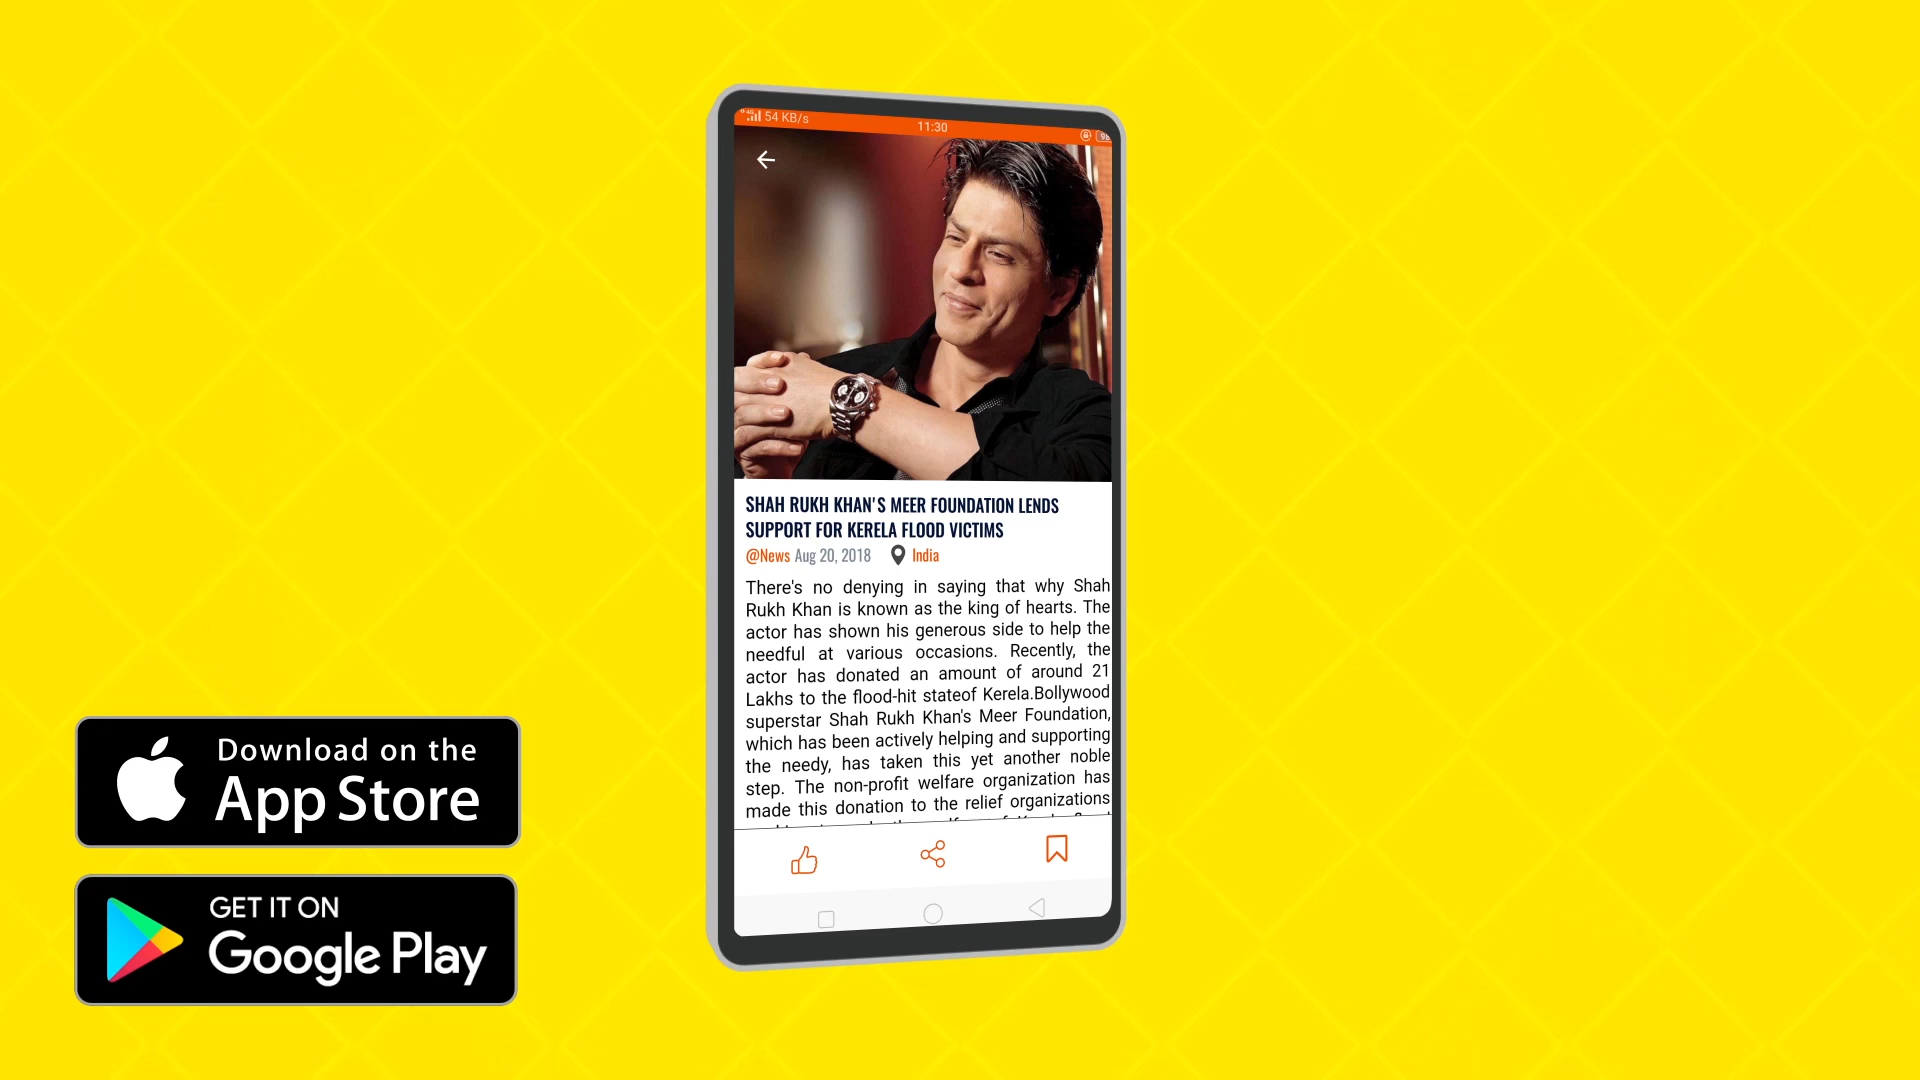 54 KB/s
11:30
SHAH RUKH KHAN'S MEER FOUNDATION LENDS
SUPPORT FOR KERELA FLOOD VICTIMS
@News Aug 20, 2018 India
There's no denying in saying that why Shah
Rukh Khan is known as the king of hearts. The
actor has shown his generous side to help the
needful at various occasions. Recently, the
actor has donated an amount of around 21
Lakhs to the flood-hit stateof Kerela.Bollywood
superstar Shah Rukh Khan's Meer Foundation,
which has been actively helping and supporting
the needy, has taken this yet another noble
step. The non-profit welfare organization has
made this donation to the relief organizations
Download on the
App Store
GET IT ON
Google Play